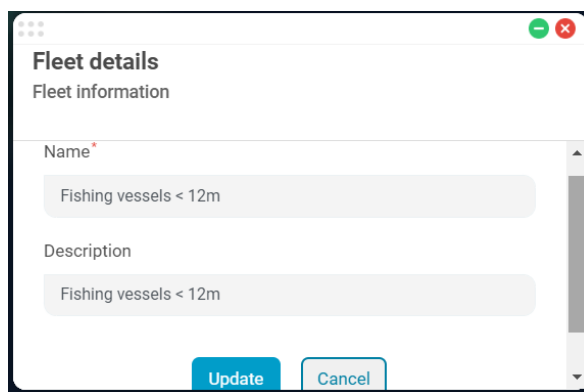 Fleet details
Fleet information
Name*
Fishing vessels < 12m
Description
Fishing vessels < 12m
Update Cancel